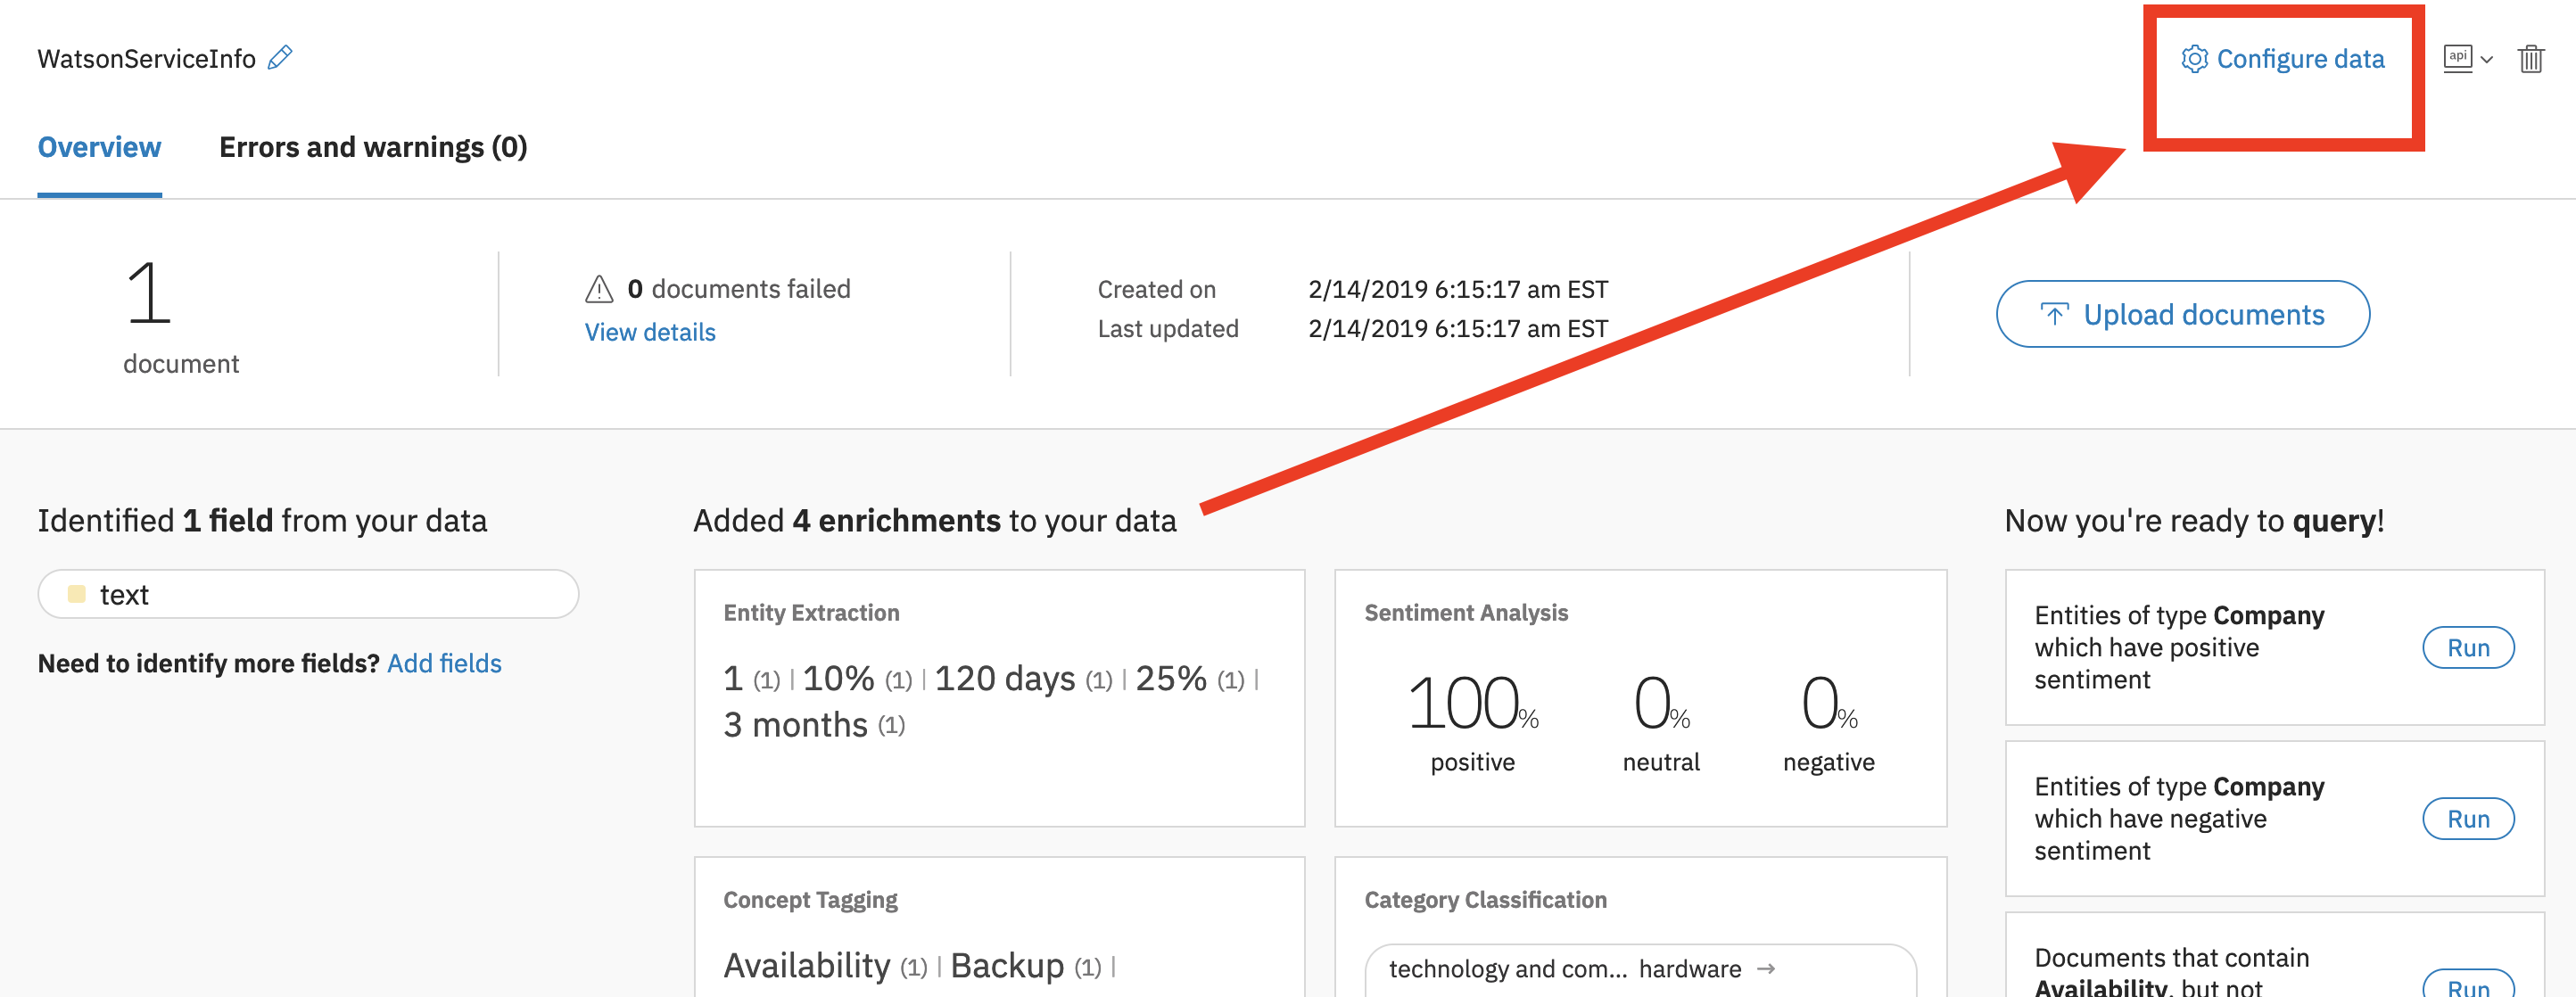 WatsonServiceInfo
Configure data
api
Overview
Errors and warnings (0)
1
document
0 documents failed
View details
Created on 2/14/2019 6:15:17 am EST
Last updated 2/14/2019 6:15:17 am EST
Upload documents
Identified 1 field from your data
text
Need to identify more fields? Add fields
Added 4 enrichments to your data
Entity Extraction
1 (1) | 10% (1) | 120 days (1) | 25% (1) |
3 months (1)
Sentiment Analysis
100% 0% 0%
positive neutral negative
Concept Tagging
Availability (1) | Backup (1) |
Category Classification
technology and com... hardware →
Now you're ready to query!
Entities of type Company
which have positive
sentiment
Run
Entities of type Company
which have negative
sentiment
Run
Documents that contain
Availability, but not
Run